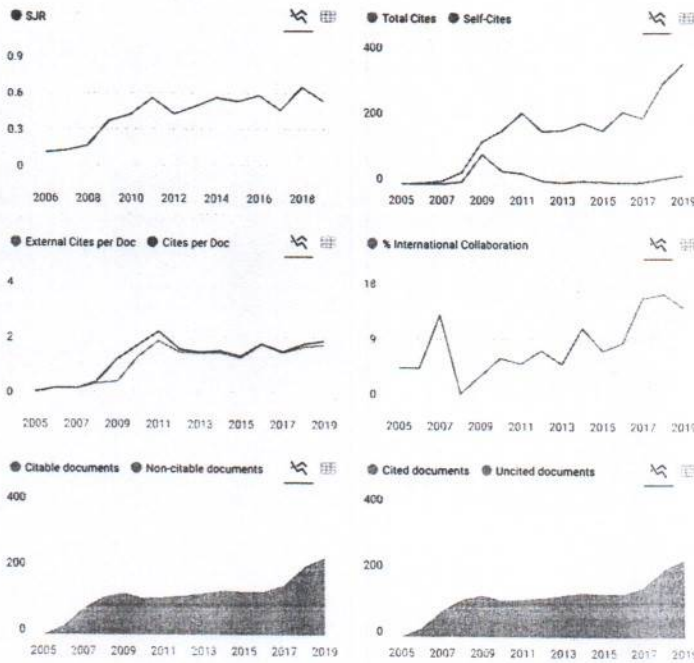 SJR
0.9
0.6
0.3
0
2006 2008 2010 2012 2014 2016 2018
Total Cites Self-Cites
400
200
0
2005 2007 2009 2011 2013 2015 2017 2019
External Cites per Doc Cites per Doc
4
2
0
2005 2007 2009 2011 2013 2015 2017 2019
% International Collaboration
18
9
0
2005 2007 2009 2011 2013 2015 2017 2019
Citable documents Non-citable documents
400
200
0
2005 2007 2009 2011 2013 2015 2017 2019
Cited documents Uncited documents
400
200
0
2005 2007 2009 2011 2013 2015 2017 2019